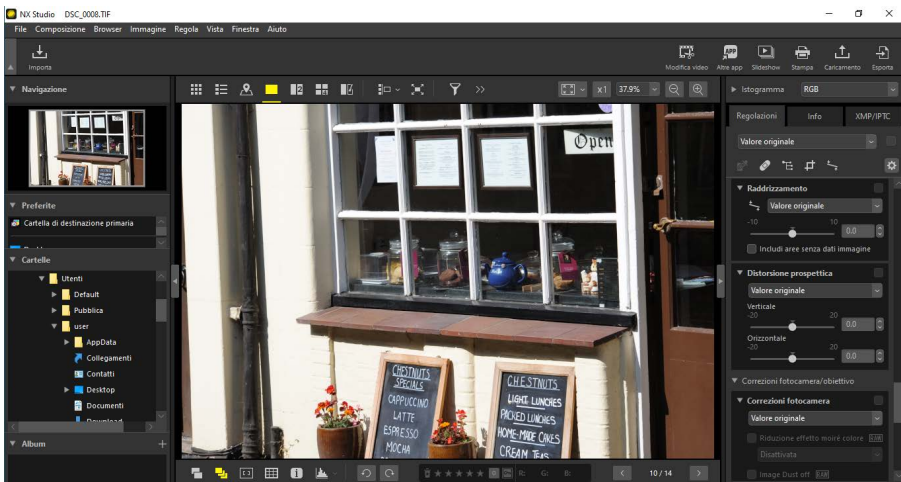 NX Studio DSC_0008.TIF
File Composizione Browser Immagine Regola Vista Finestra Aiuto
Importa
Modifica video Altre app Slideshow Stampa Caricamento Esporta
APP
Navigazione
Preferite
Cartella di destinazione primaria
Cartelle
Utenti
Default
Pubblica
user
AppData
Collegamenti
Contatti
Desktop
Documenti
Download
Album
x1 37.9%
Open
CHESTNUTS
SPECIALS
CAPPUCCINO
LATTE
ESPRESSO
MOCHA
CHESTNUTS
LIGHT LUNCHES
PACKED LUNCHES
HOME-MADE CAKES
CREAM TEAS
R: G: B:
10 / 14
Istogramma RGB
Regolazioni Info XMP/IPTC
Valore originale
Raddrizzamento
Valore originale
-10 10
0.0
Includi aree senza dati immagine
Distorsione prospettica
Valore originale
Verticale
-20 20
0.0
Orizzontale
-20 20
0.0
Correzioni fotocamera/obiettivo
Correzioni fotocamera
Valore originale
Riduzione effetto moiré colore RAW
Disattivata
Image Dust off RAW